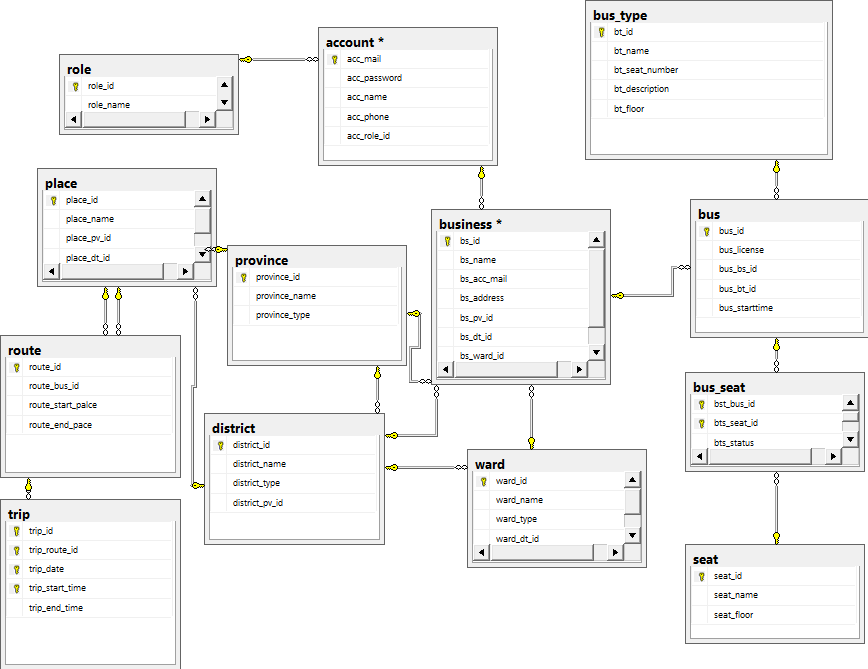 role
role_id
role_name
account *
acc_mail
acc_password
acc_name
acc_phone
acc_role_id
bus_type
bt_id
bt_name
bt_seat_number
bt_description
bt_floor
place
place_id
place_name
place_pv_id
place_dt_id
province
province_id
province_name
province_type
business *
bs_id
bs_name
bs_acc_mail
bs_address
bs_pv_id
bs_dt_id
bs_ward_id
bus
bus_id
bus_license
bus_bs_id
bus_bt_id
bus_starttime
route
route_id
route_bus_id
route_start_palce
route_end_pace
district
district_id
district_name
district_type
district_pv_id
ward
ward_id
ward_name
ward_type
ward_dt_id
bus_seat
bst_bus_id
bts_seat_id
bts_status
trip
trip_id
trip_route_id
trip_date
trip_start_time
trip_end_time
seat
seat_id
seat_name
seat_floor